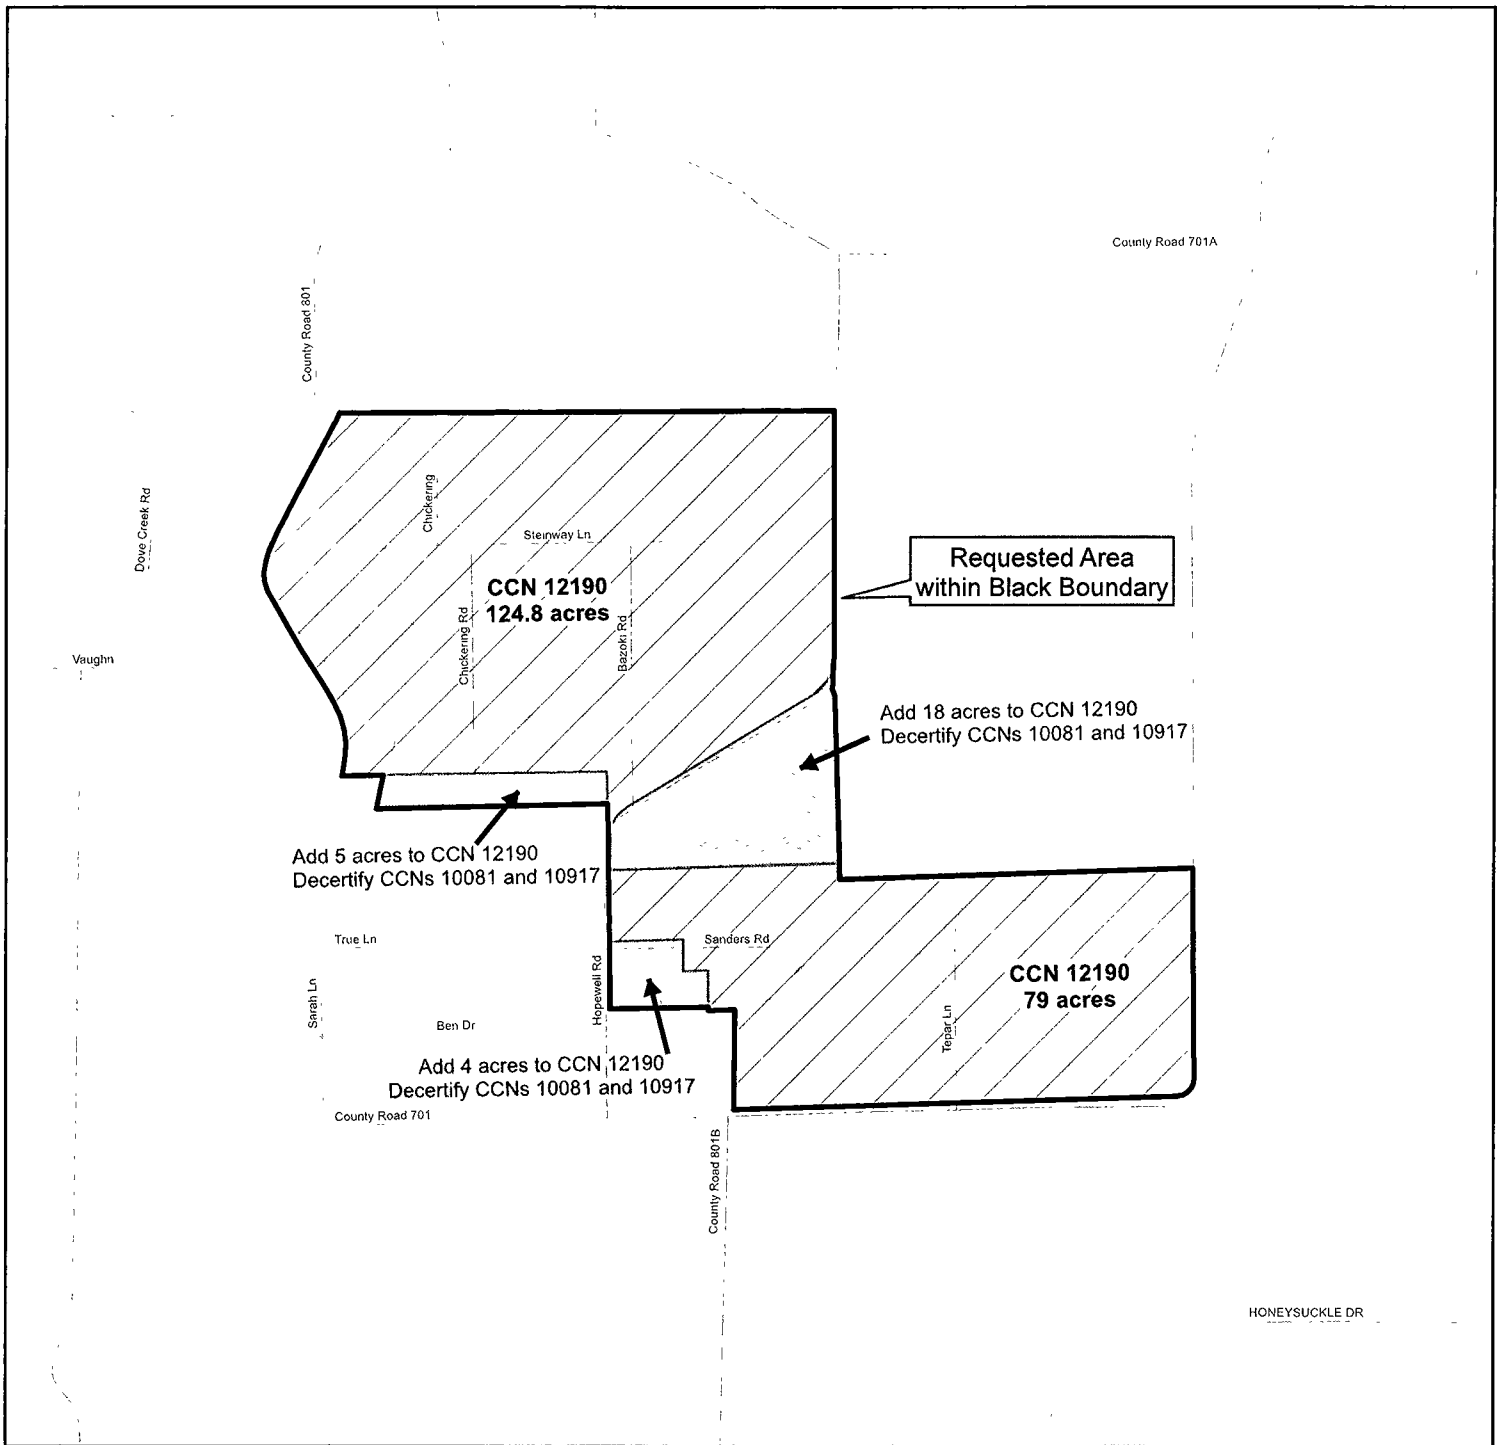 County Road 701A
County Road 801
Chickering
Dove Creek Rd
Steinway Ln
Requested Area
within Black Boundary
CCN 12190
124.8 acres
Chickering Rd
Bazoki Rd
Vaughn
Add 18 acres to CCN 12190
Decertify CCNs 10081 and 10917
Add 5 acres to CCN 12190
Decertify CCNs 10081 and 10917
True Ln
Sanders Rd
Hopewell Rd
CCN 12190
79 acres
Sarah Ln
Ben Dr
Tepar Ln
Add 4 acres to CCN 12190
Decertify CCNs 10081 and 10917
County Road 701
County Road 801B
HONEYSUCKLE DR